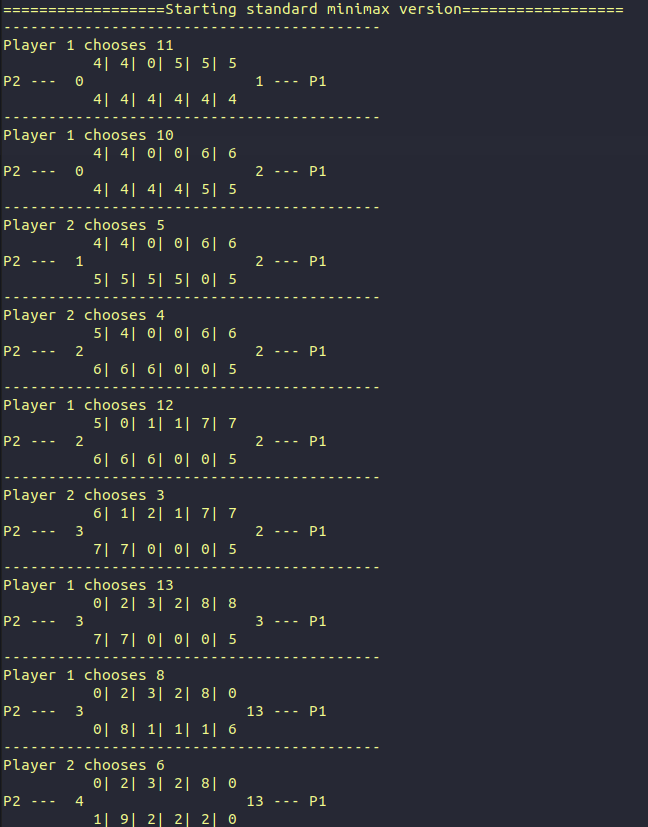 ==================Starting standard minimax version==================
------------------------------------------
Player 1 chooses 11
          4| 4| 0| 5| 5| 5
P2 ---  0                   1 --- P1
          4| 4| 4| 4| 4| 4
------------------------------------------
Player 1 chooses 10
          4| 4| 0| 0| 6| 6
P2 ---  0                   2 --- P1
          4| 4| 4| 4| 5| 5
------------------------------------------
Player 2 chooses 5
          4| 4| 0| 0| 6| 6
P2 ---  1                   2 --- P1
          5| 5| 5| 5| 0| 5
------------------------------------------
Player 2 chooses 4
          5| 4| 0| 0| 6| 6
P2 ---  2                   2 --- P1
          6| 6| 6| 0| 0| 5
------------------------------------------
Player 1 chooses 12
          5| 0| 1| 1| 7| 7
P2 ---  2                   2 --- P1
          6| 6| 6| 0| 0| 5
------------------------------------------
Player 2 chooses 3
          6| 1| 2| 1| 7| 7
P2 ---  3                   2 --- P1
          7| 7| 0| 0| 0| 5
------------------------------------------
Player 1 chooses 13
          0| 2| 3| 2| 8| 8
P2 ---  3                   3 --- P1
          7| 7| 0| 0| 0| 5
------------------------------------------
Player 1 chooses 8
          0| 2| 3| 2| 8| 0
P2 ---  3                  13 --- P1
          0| 8| 1| 1| 1| 6
------------------------------------------
Player 2 chooses 6
          0| 2| 3| 2| 8| 0
P2 ---  4                  13 --- P1
          1| 9| 2| 2| 2| 0